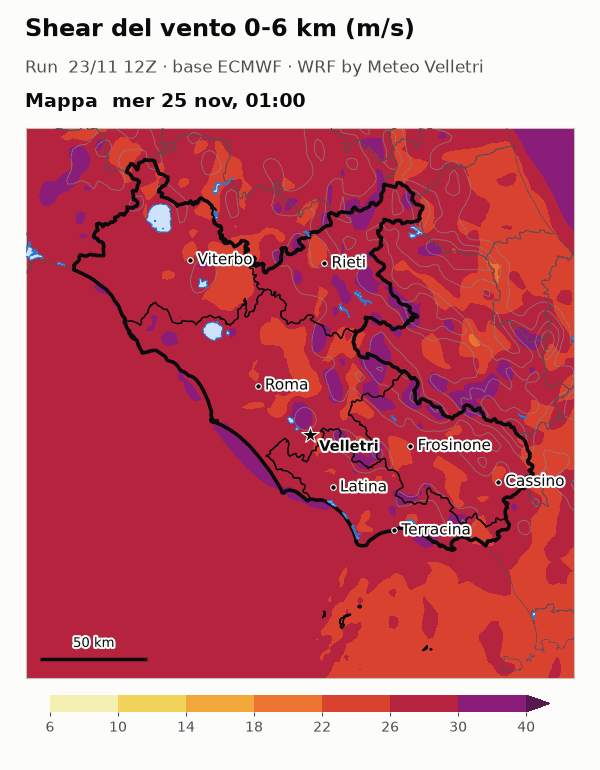 Shear del vento 0-6 km (m/s)
Run  23/11 12Z · base ECMWF · WRF by Meteo Velletri
Mappa  mer 25 nov, 01:00
Viterbo
Rieti
Roma
Velletri
Frosinone
Latina
Cassino
Terracina
50 km
6 10 14 18 22 26 30 40